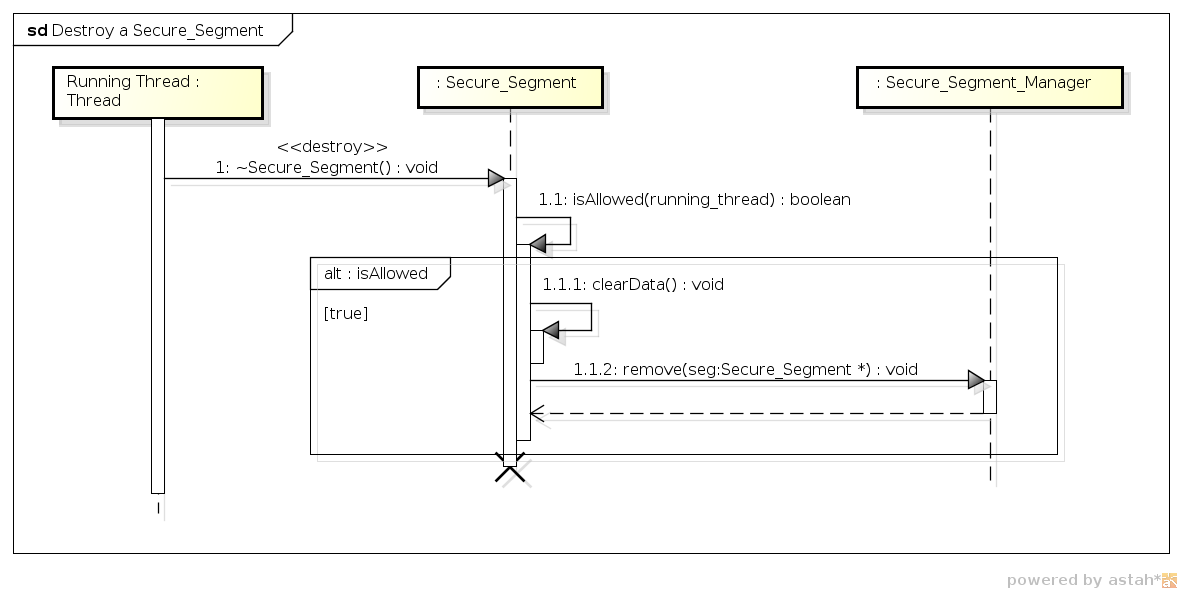 sd Destroy a Secure_Segment
Running Thread :
Thread
: Secure_Segment
: Secure_Segment_Manager
<<destroy>>
1: ~Secure_Segment() : void
1.1: isAllowed(running_thread) : boolean
alt : isAllowed
1.1.1: clearData() : void
[true]
1.1.2: remove(seg:Secure_Segment *) : void
powered by astah*